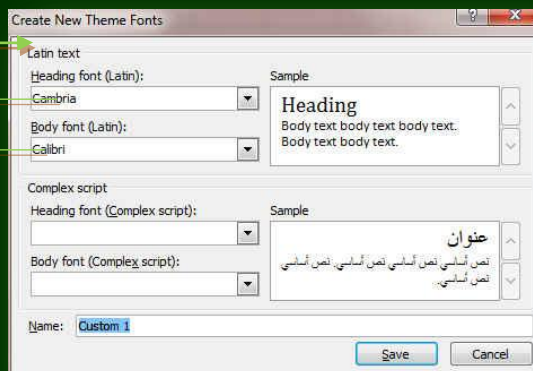 Create New Theme Fonts
Latin text
Heading font (Latin):
Cambria
Body font (Latin):
Calibri
Sample
Heading
Body text body text body text.
Body text body text.
Complex script
Heading font (Complex script):
Body font (Complex script):
Sample
عنوان
نص أساسي نص أساسي نص أساسي. نص أساسي
نص أساسي.
Name: Custom 1
Save Cancel